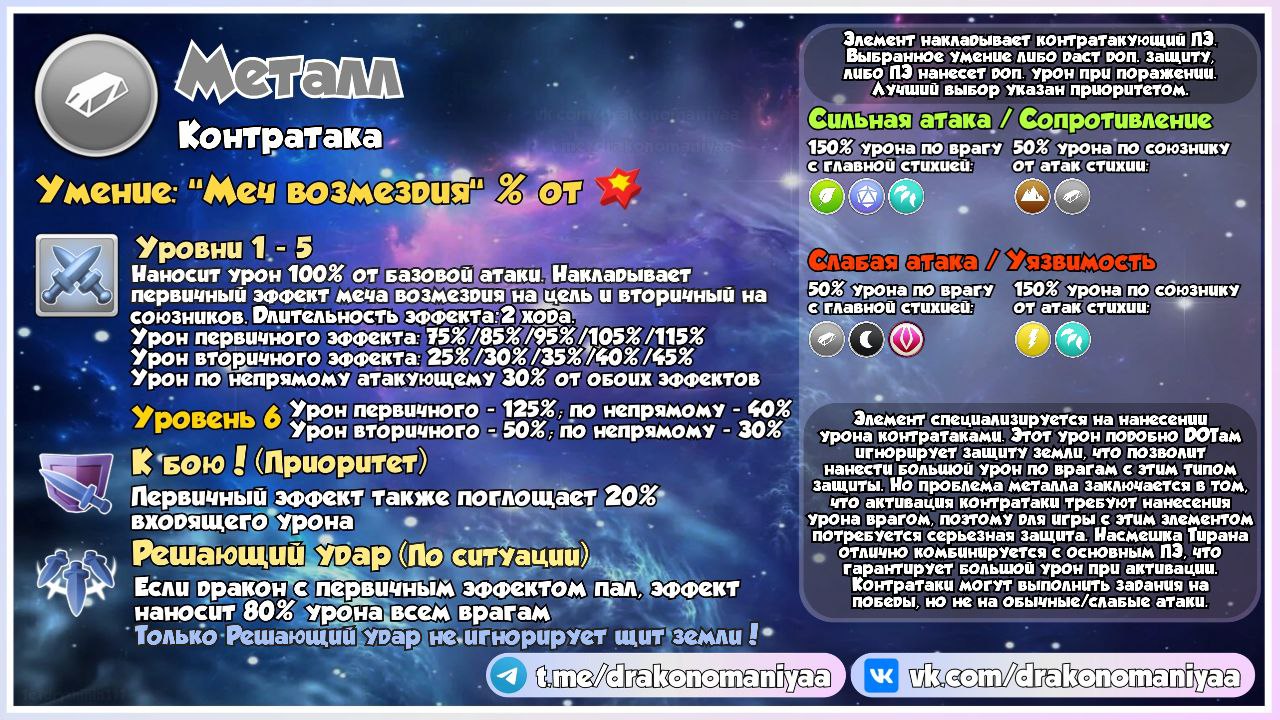 Металл
Контратака
Умение: "Меч возмездия" % от
Уровни 1 - 5
Наносит урон 100% от базовой атаки. Накладывает
первичный эффект меча возмездия на цель и вторичный на
союзников. Длительность эффекта:2 хода.
Урон первичного эффекта: 75%/85%/95%/105%/115%
Урон вторичного эффекта: 25%/30%/35%/40%/45%
Урон по непрямому атакующему 30% от обоих эффектов
Уровень 6
Урон первичного - 125%; по непрямому - 40%
Урон вторичного - 50%; по непрямому - 30%
К бою! (Приоритет)
Первичный эффект также поглощает 20%
входящего урона
Решающий удар (По ситуации)
Если дракон с первичным эффектом пал, эффект
наносит 80% урона всем врагам
Только Решающий удар не игнорирует щит земли!
Элемент накладывает контратакующий ПЭ.
Выбранное умение либо даст доп. защиту,
либо ПЭ нанесет доп. урон при поражении.
Лучший выбор указан приоритетом.
Сильная атака / Сопротивление
150% урона по врагу
с главной стихией:
50% урона по союзнику
от атак стихии:
Слабая атака / Уязвимость
50% урона по врагу
с главной стихией:
150% урона по союзнику
от атак стихии:
Элемент специализируется на нанесении
урона контратаками. Этот урон подобно DOTам
игнорирует защиту земли, что позволит
нанести большой урон по врагам с этим типом
защиты. Но проблема металла заключается в том,
что активация контратаки требуют нанесения
урона врагом, поэтому для игры с этим элементом
потребуется серьезная защита. Насмешка Тирана
отлично комбинируется с основным ПЭ, что
гарантирует большой урон при активации.
Контратаки могут выполнить задания на
победы, но не на обычные/слабые атаки.
t.me/drakonomaniyaa
vk.com/drakonomaniyaa
vk.com/drakonomaniyaa
t.me/drakonomaniyaa